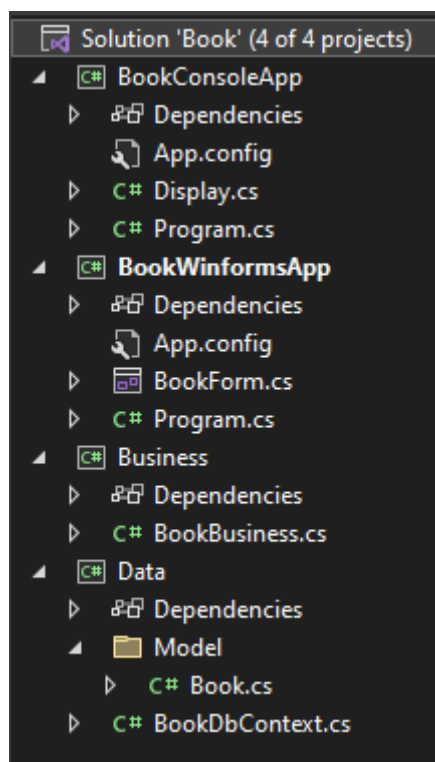 Solution 'Book' (4 of 4 projects)
C# BookConsoleApp
Dependencies
App.config
C# Display.cs
C# Program.cs
C# BookWinformsApp
Dependencies
App.config
BookForm.cs
C# Program.cs
C# Business
Dependencies
C# BookBusiness.cs
C# Data
Dependencies
Model
C# Book.cs
C# BookDbContext.cs